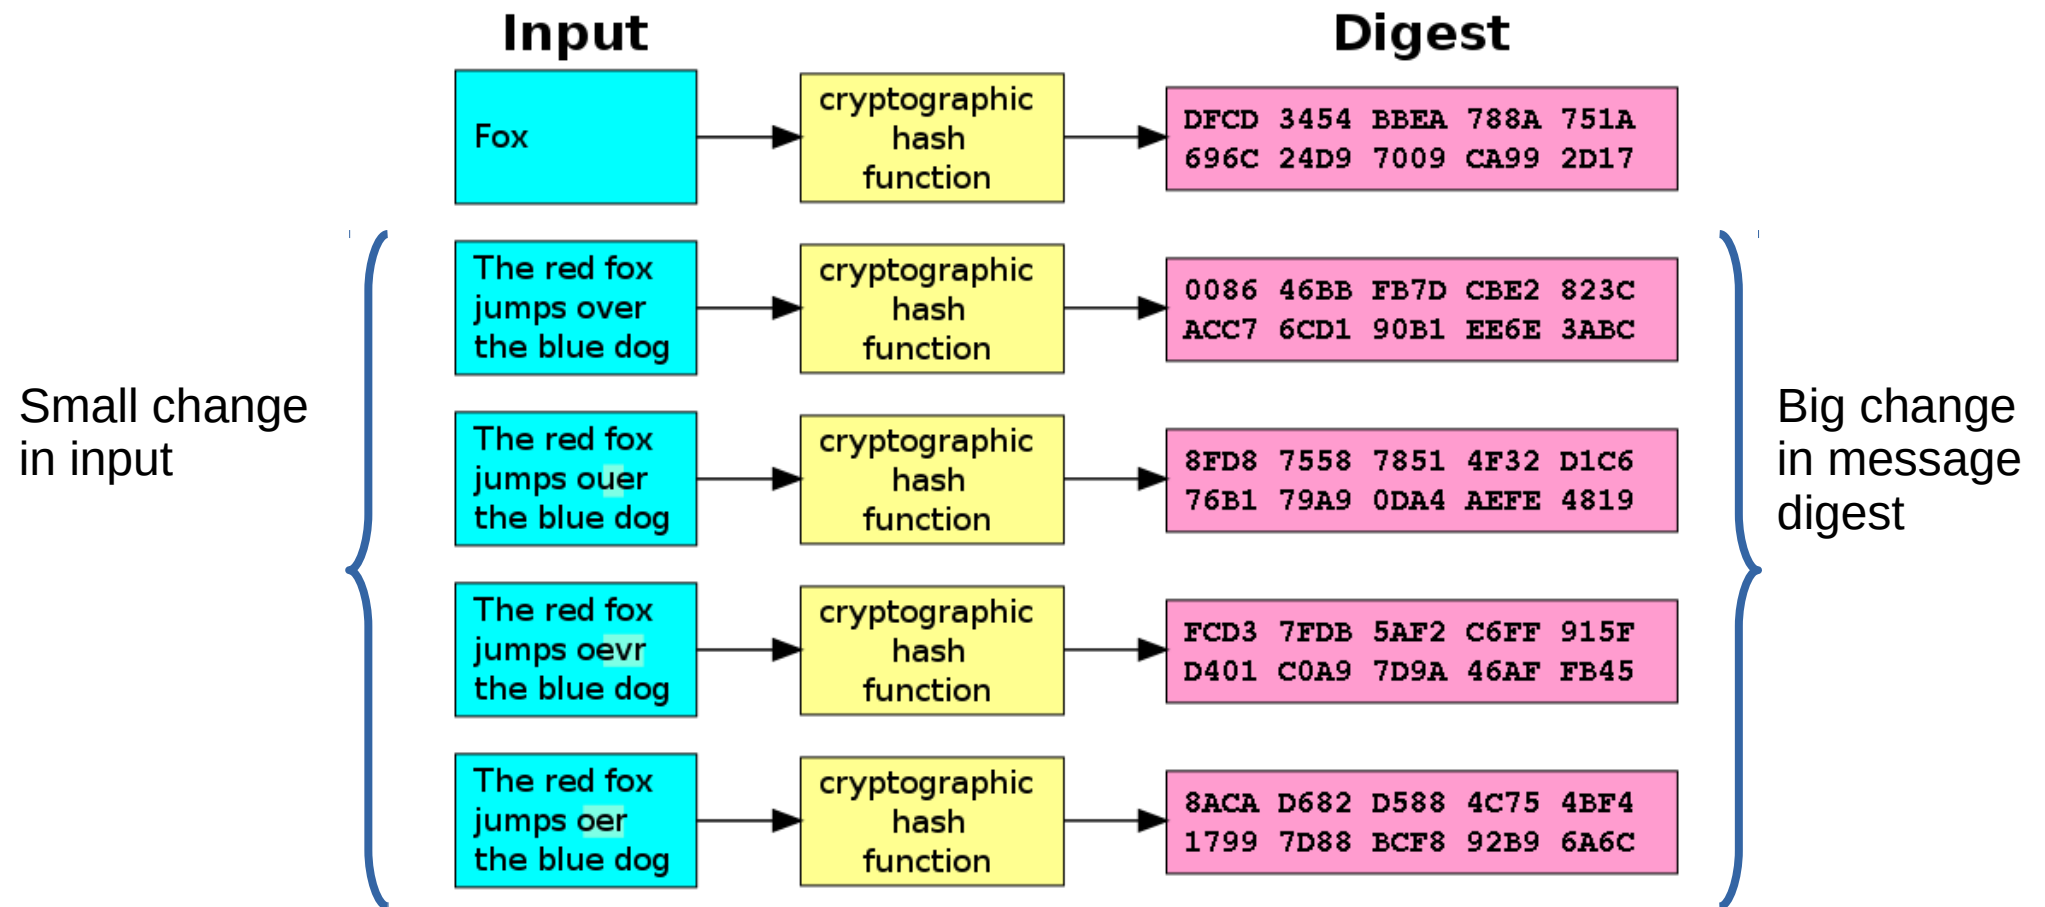 Input
Digest
Fox
cryptographic
hash
function
DFCD 3454 BBEA 788A 751A
696C 24D9 7009 CA99 2D17
The red fox
jumps over
the blue dog
cryptographic
hash
function
0086 46BB FB7D CBE2 823C
ACC7 6CD1 90B1 EE6E 3ABC
Small change
in input
The red fox
jumps ouer
the blue dog
cryptographic
hash
function
8FD8 7558 7851 4F32 D1C6
76B1 79A9 0DA4 AEFE 4819
Big change
in message
digest
The red fox
jumps oevr
the blue dog
cryptographic
hash
function
FCD3 7FDB 5AF2 C6FF 915F
D401 C0A9 7D9A 46AF FB45
The red fox
jumps oer
the blue dog
cryptographic
hash
function
8ACA D682 D588 4C75 4BF4
1799 7D88 BCF8 92B9 6A6C